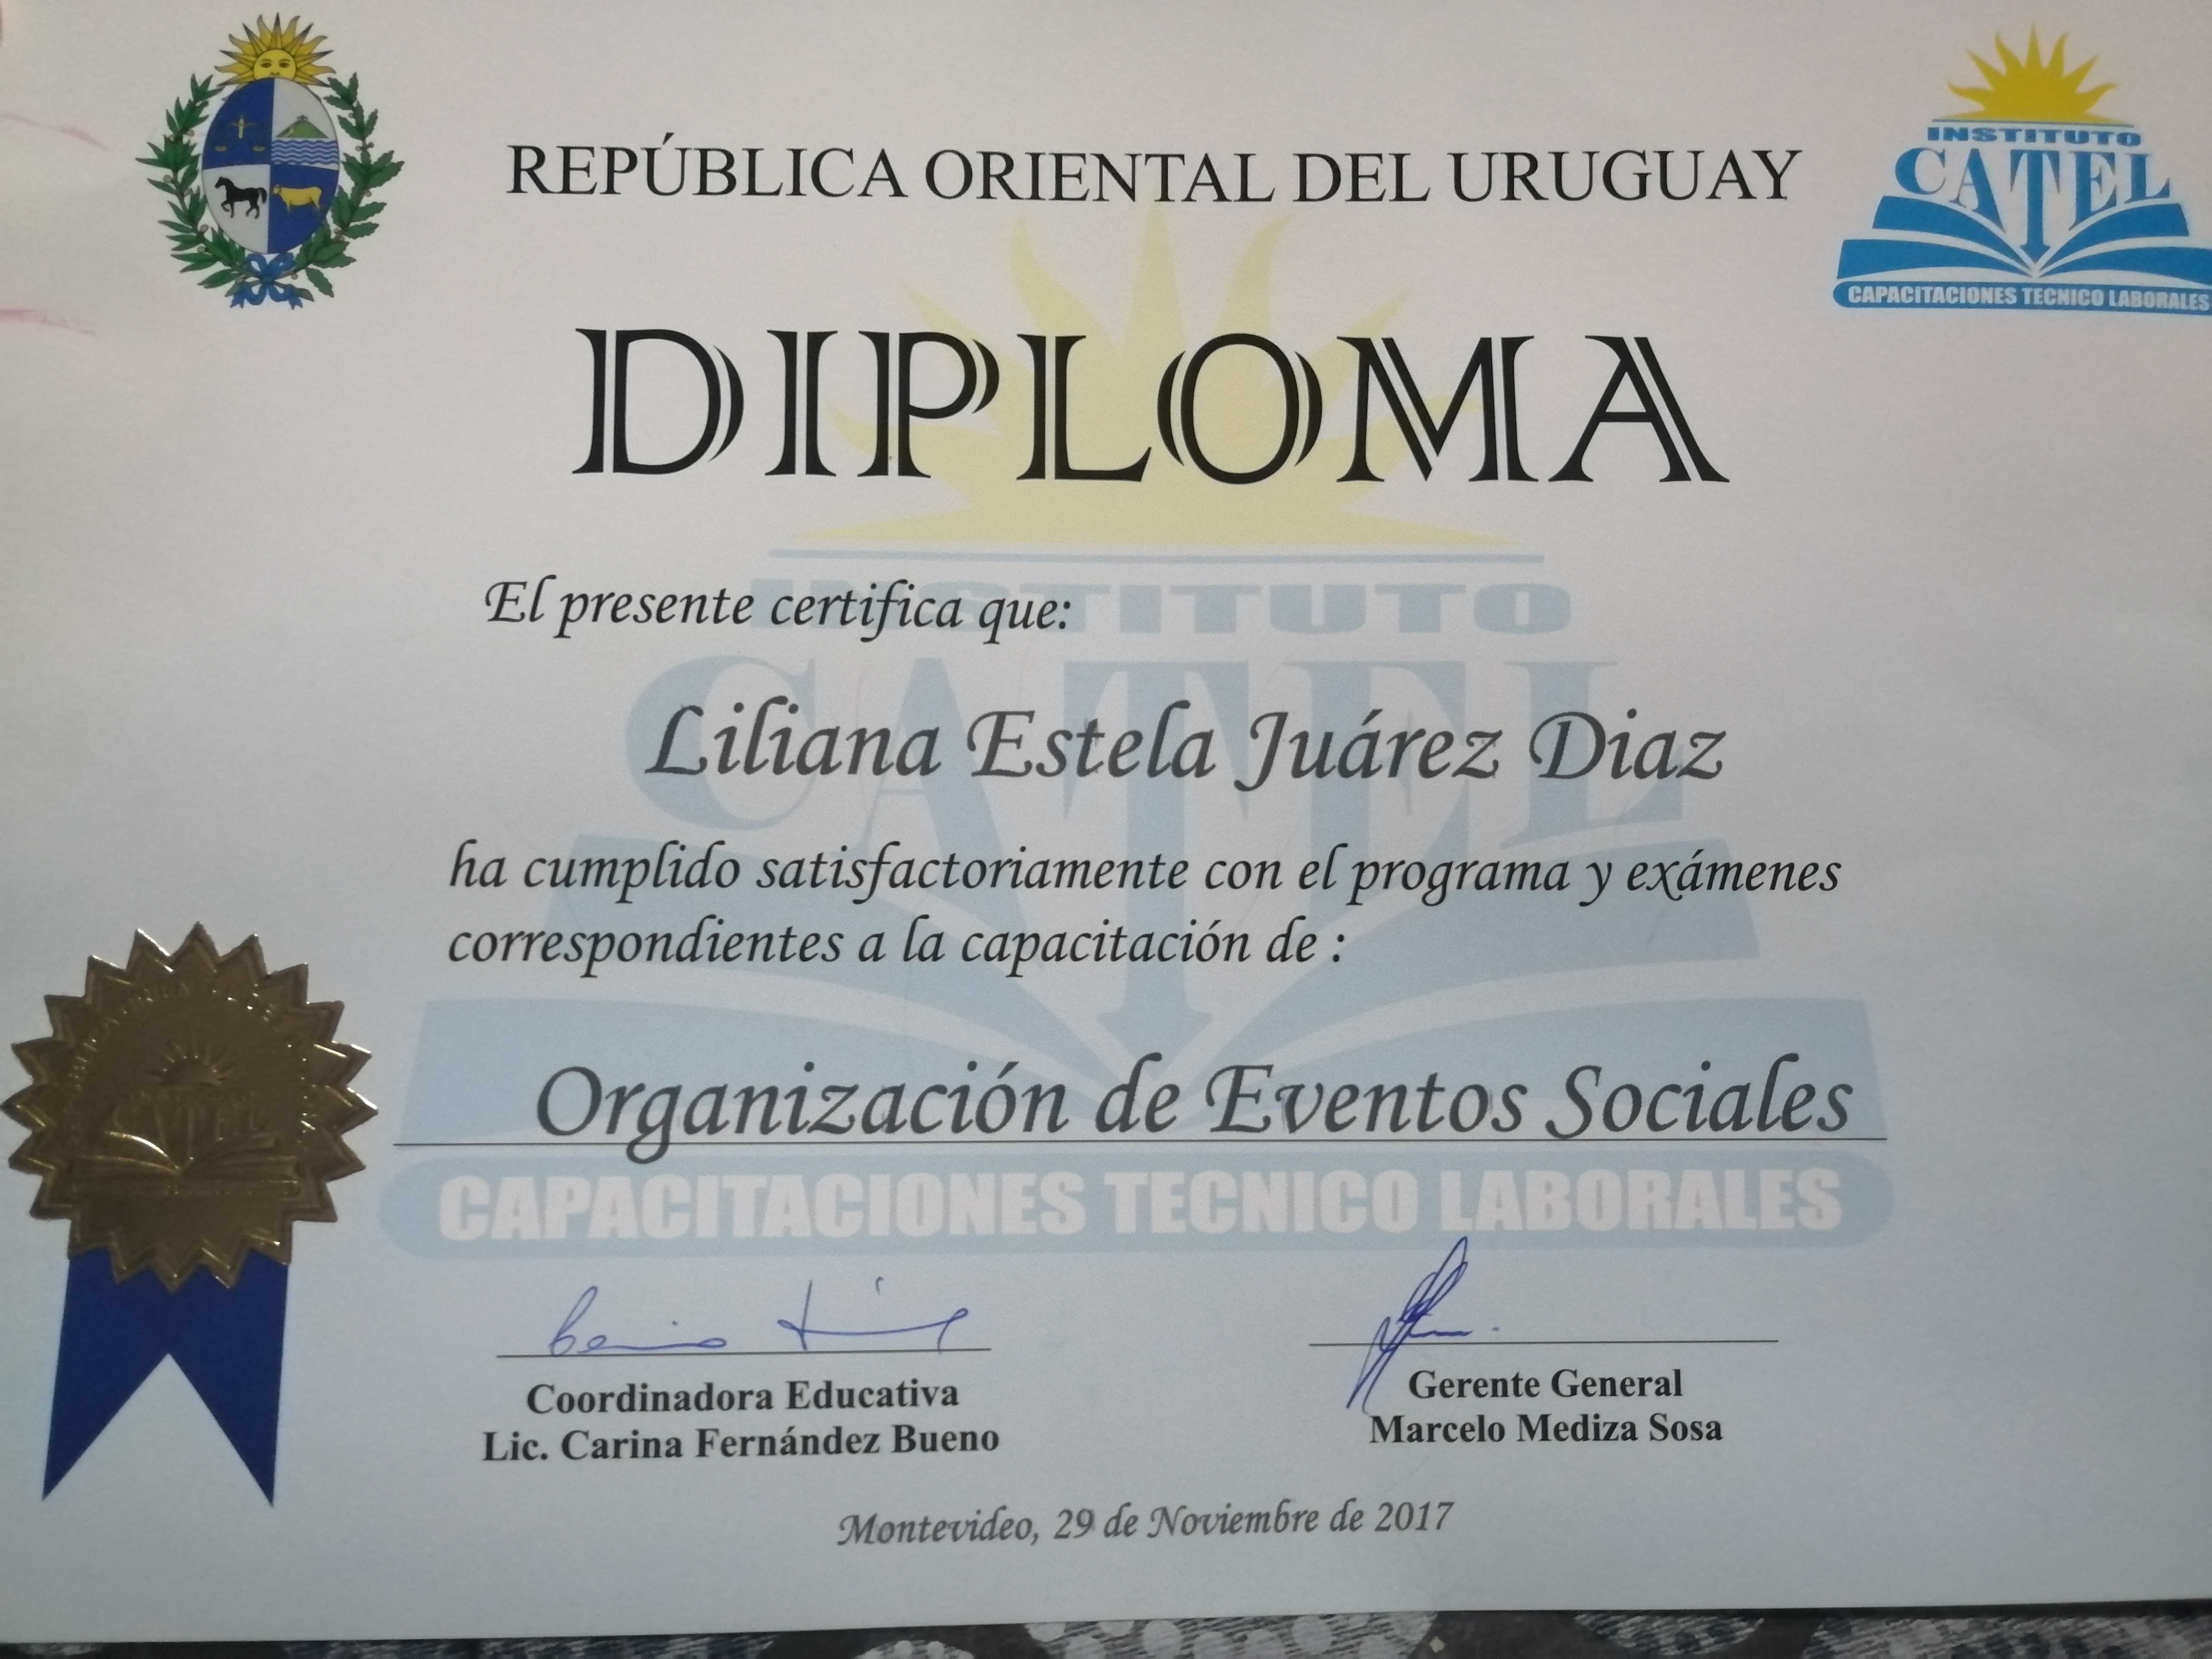 REPÚBLICA ORIENTAL DEL URUGUAY
INSTITUTO
CATEL
CAPACITACIONES TECNICO LABORALES
DIPLOMA
El presente certifica que:
Liliana Estela Juárez Diaz
ha cumplido satisfactoriamente con el programa y exámenes
correspondientes a la capacitación de :
Organización de Eventos Sociales
INSTITUTO
CATEL
CAPACITACIONES TECNICO LABORALES
CATEL
Coordinadora Educativa
Lic. Carina Fernández Bueno
Gerente General
Marcelo Mediza Sosa
Montevideo, 29 de Noviembre de 2017